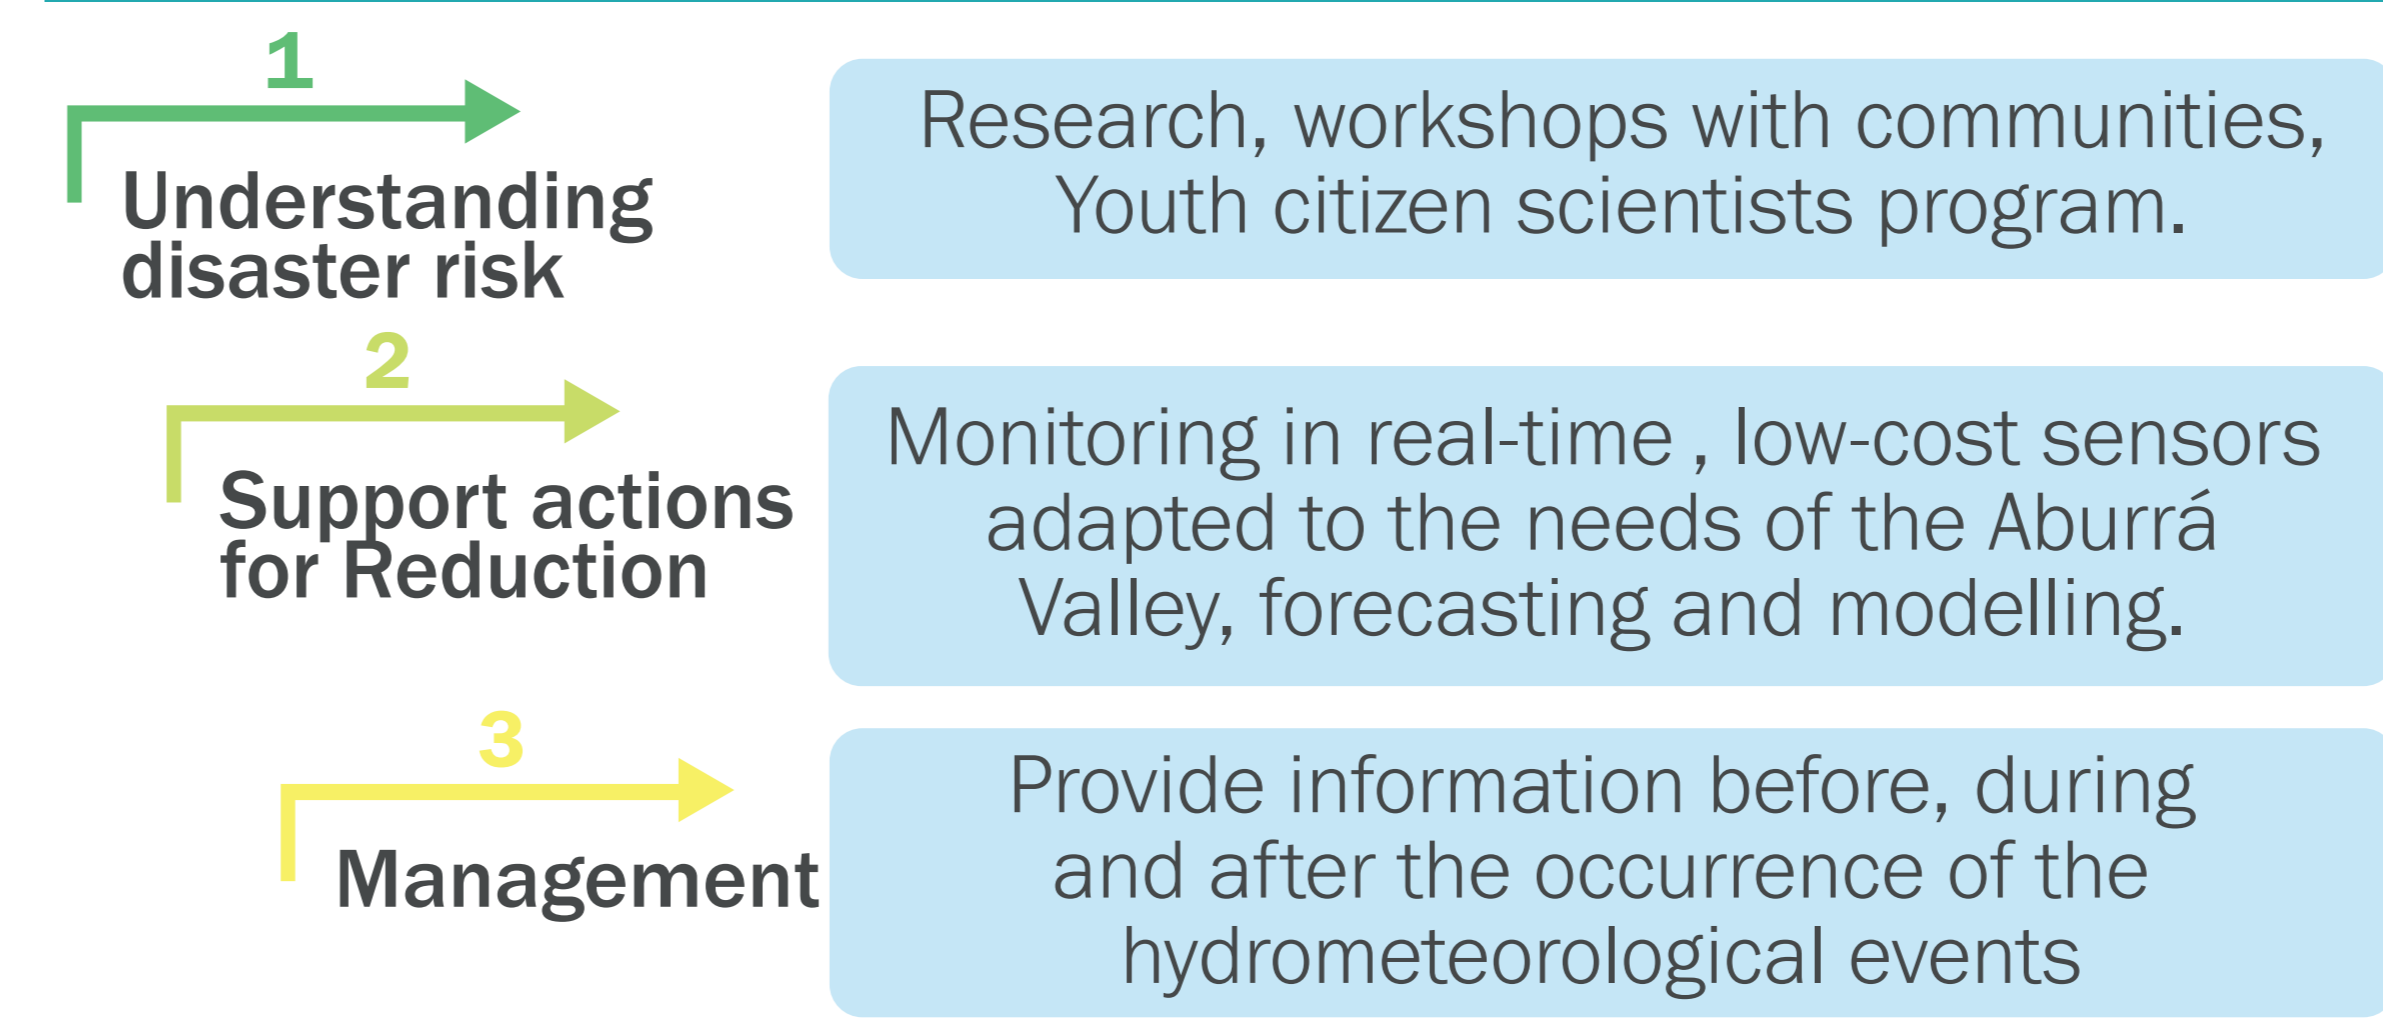 1
Understanding
disaster risk
Research, workshops with communities,
Youth citizen scientists program.
2
Support actions
for Reduction
Monitoring in real-time , low-cost sensors
adapted to the needs of the Aburrá
Valley, forecasting and modelling.
3
Management
Provide information before, during
and after the occurrence of the
hydrometeorological events